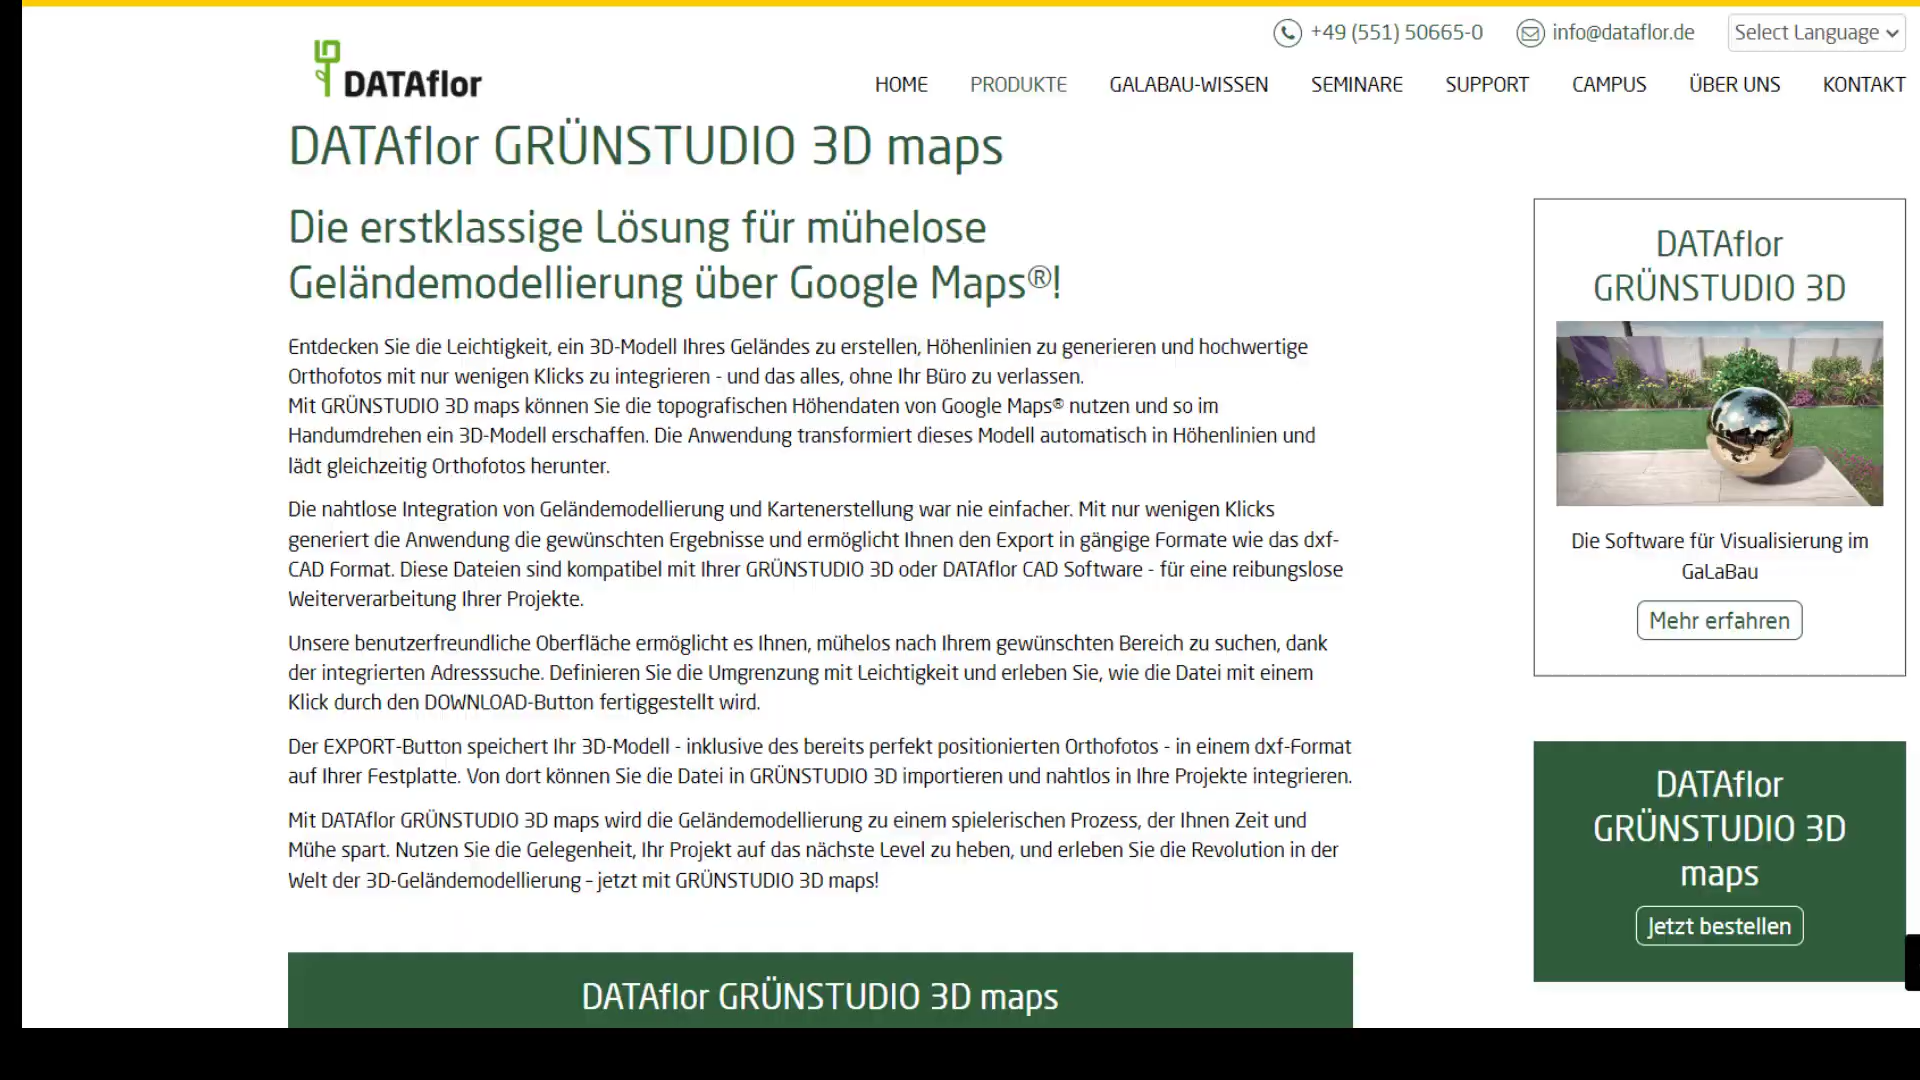 +49 (551) 50665-0
info@dataflor.de
Select Language
DATAflor
HOME
PRODUKTE
GALABAU-WISSEN
SEMINARE
SUPPORT
CAMPUS
ÜBER UNS
KONTAKT
DATAflor GRÜNSTUDIO 3D maps
Die erstklassige Lösung für mühelose
Geländemodellierung über Google Maps®!
Entdecken Sie die Leichtigkeit, ein 3D-Modell Ihres Geländes zu erstellen, Höhenlinien zu generieren und hochwertige
Orthofotos mit nur wenigen Klicks zu integrieren - und das alles, ohne Ihr Büro zu verlassen.
Mit GRÜNSTUDIO 3D maps können Sie die topografischen Höhendaten von Google Maps® nutzen und so im
Handumdrehen ein 3D-Modell erschaffen. Die Anwendung transformiert dieses Modell automatisch in Höhenlinien und
lädt gleichzeitig Orthofotos herunter.
Die nahtlose Integration von Geländemodellierung und Kartenerstellung war nie einfacher. Mit nur wenigen Klicks
generiert die Anwendung die gewünschten Ergebnisse und ermöglicht Ihnen den Export in gängige Formate wie das dxf-
CAD Format. Diese Dateien sind kompatibel mit Ihrer GRÜNSTUDIO 3D oder DATAflor CAD Software - für eine reibungslose
Weiterverarbeitung Ihrer Projekte.
Unsere benutzerfreundliche Oberfläche ermöglicht es Ihnen, mühelos nach Ihrem gewünschten Bereich zu suchen, dank
der integrierten Adresssuche. Definieren Sie die Umgrenzung mit Leichtigkeit und erleben Sie, wie die Datei mit einem
Klick durch den DOWNLOAD-Button fertiggestellt wird.
Der EXPORT-Button speichert Ihr 3D-Modell - inklusive des bereits perfekt positionierten Orthofotos - in einem dxf-Format
auf Ihrer Festplatte. Von dort können Sie die Datei in GRÜNSTUDIO 3D importieren und nahtlos in Ihre Projekte integrieren.
Mit DATAflor GRÜNSTUDIO 3D maps wird die Geländemodellierung zu einem spielerischen Prozess, der Ihnen Zeit und
Mühe spart. Nutzen Sie die Gelegenheit, Ihr Projekt auf das nächste Level zu heben, und erleben Sie die Revolution in der
Welt der 3D-Geländemodellierung – jetzt mit GRÜNSTUDIO 3D maps!
DATAflor GRÜNSTUDIO 3D maps
DATAflor
GRÜNSTUDIO 3D
Die Software für Visualisierung im
GaLaBau
Mehr erfahren
DATAflor
GRÜNSTUDIO 3D
maps
Jetzt bestellen